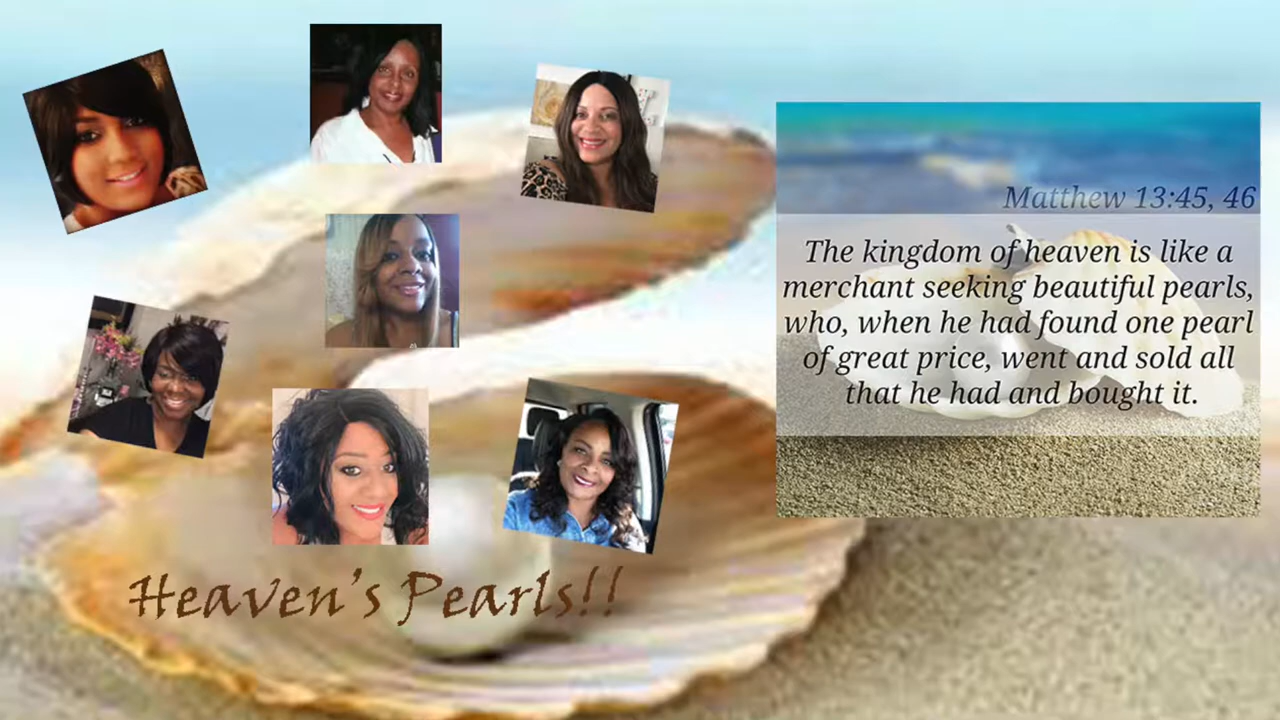 Matthew 13:45, 46
The kingdom of heaven is like a
merchant seeking beautiful pearls,
who, when he had found one pearl
of great price, went and sold all
that he had and bought it.
Heaven's Pearls!!